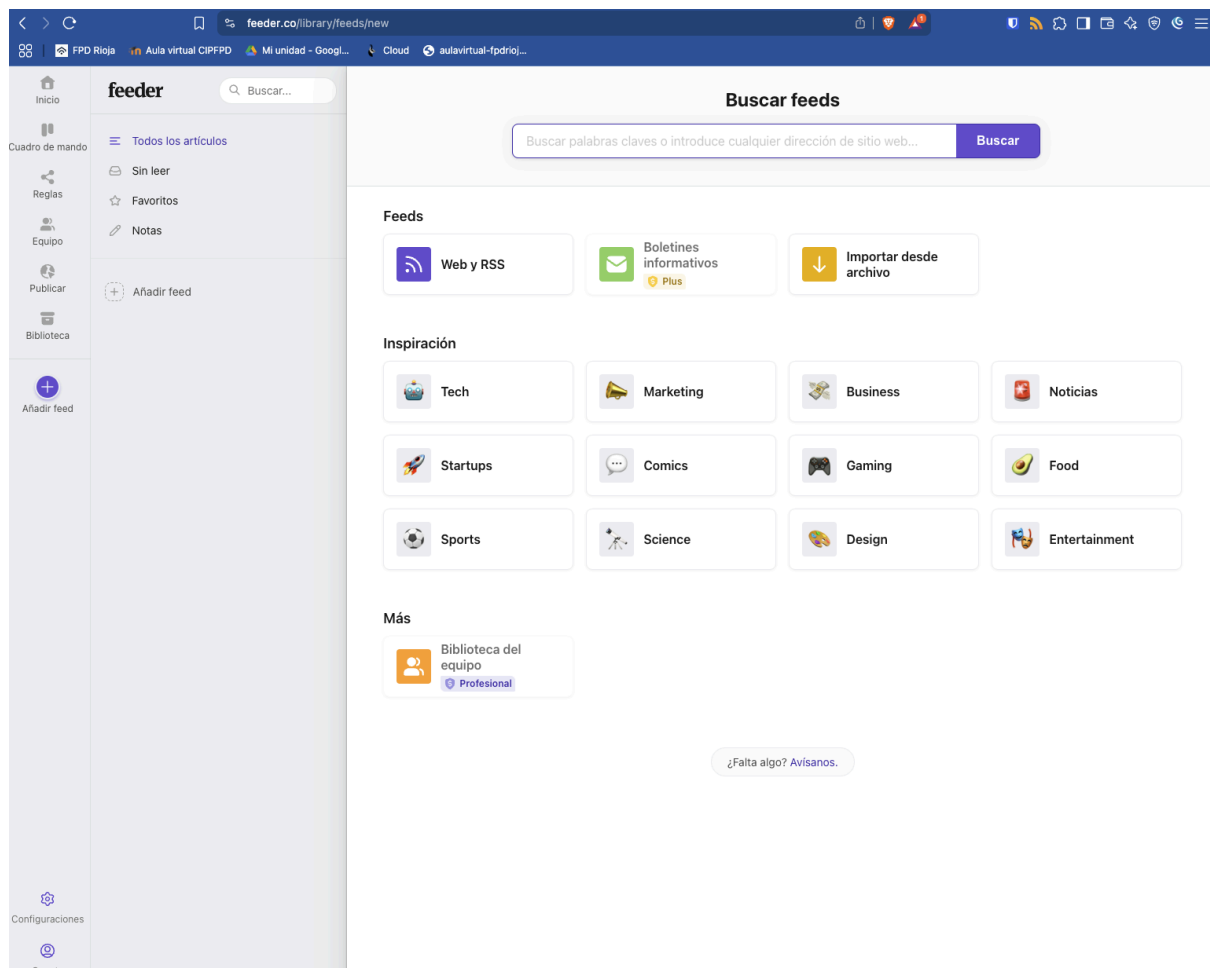 feeder.co/library/feeds/new
1
FPD Rioja
Aula virtual CIPFPD
Mi unidad - Googl...
Cloud
aulavirtual-fpdrioj...
Inicio
Cuadro de mando
Reglas
Equipo
Publicar
Biblioteca
Añadir feed
Configuraciones
feeder
Buscar...
Todos los artículos
Sin leer
Favoritos
Notas
Añadir feed
Buscar feeds
Buscar palabras claves o introduce cualquier dirección de sitio web...
Buscar
Feeds
Web y RSS
Boletines
informativos
Plus
Importar desde
archivo
Inspiración
Tech
Marketing
Business
Noticias
Startups
Comics
Gaming
Food
Sports
Science
Design
Entertainment
Más
Biblioteca del
equipo
Profesional
¿Falta algo? Avísanos.